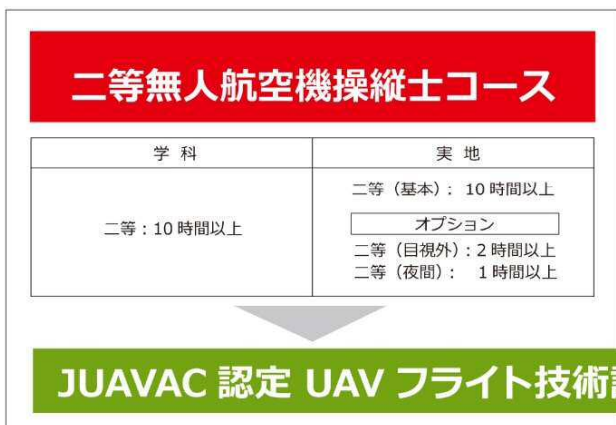 二等無人航空機操縦士コース
学科
実地
二等:10時間以上
二等(基本): 10時間以上
オプション
二等(目視外):2時間以上
二等(夜間): 1時間以上
JUAVAC 認定 UAV フライト技術